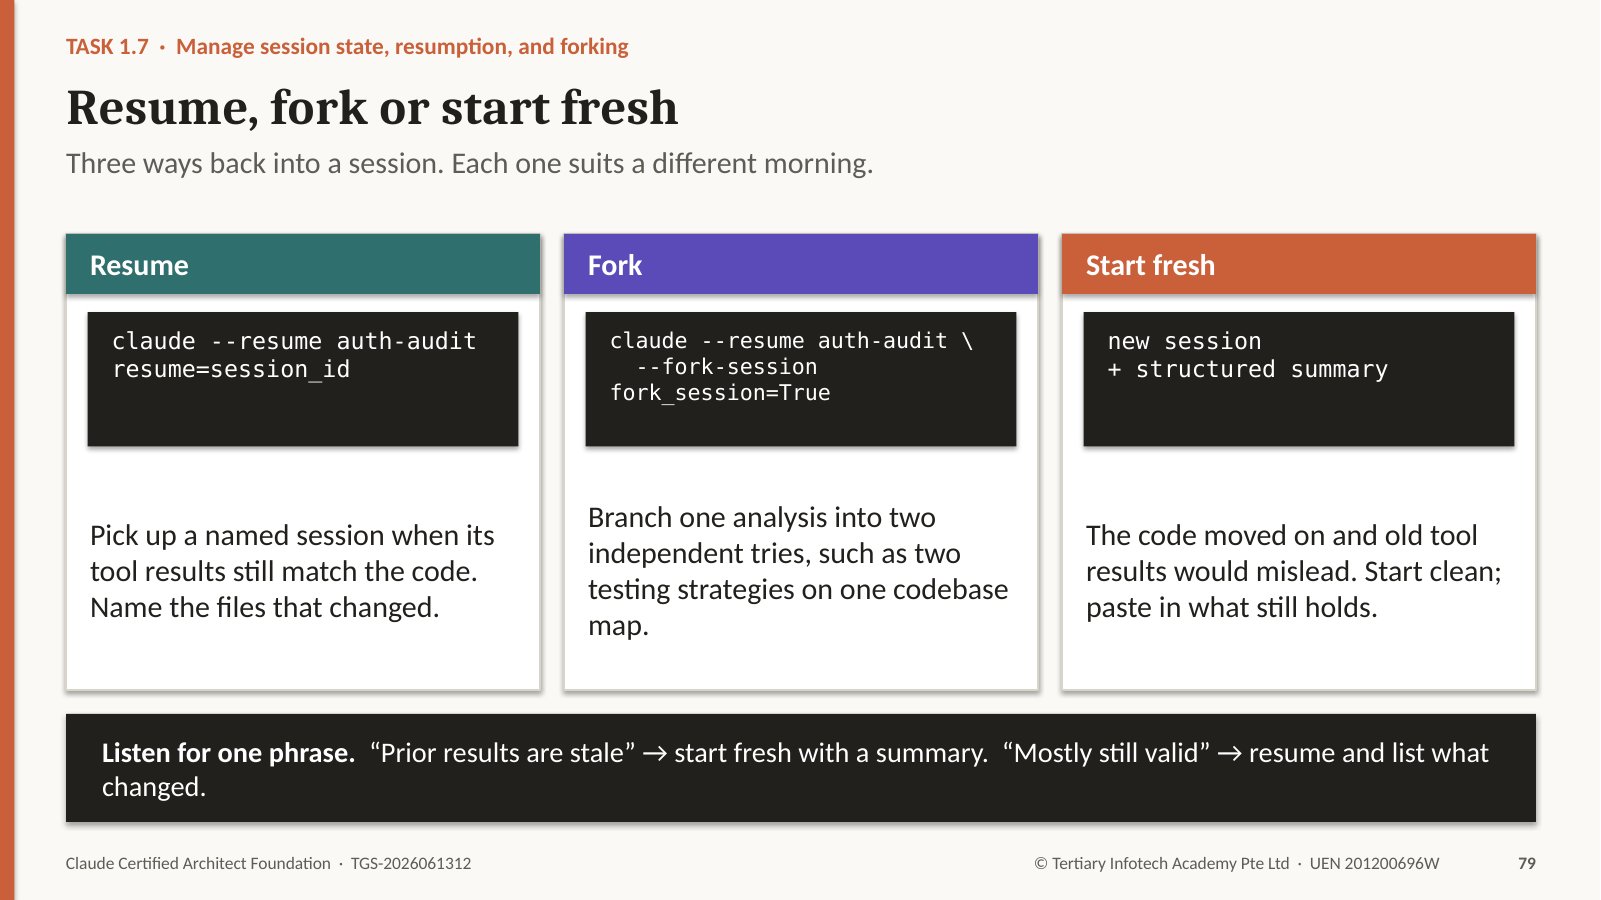 TASK 1.7 · Manage session state, resumption, and forking
Resume, fork or start fresh
Three ways back into a session. Each one suits a different morning.
Resume
claude --resume auth-audit
resume=session_id
Pick up a named session when its
tool results still match the code.
Name the files that changed.
Fork
claude --resume auth-audit \
  --fork-session
fork_session=True
Branch one analysis into two
independent tries, such as two
testing strategies on one codebase
map.
Start fresh
new session
+ structured summary
The code moved on and old tool
results would mislead. Start clean;
paste in what still holds.
Listen for one phrase. “Prior results are stale” → start fresh with a summary. “Mostly still valid” → resume and list what
changed.
Claude Certified Architect Foundation · TGS-2026061312
© Tertiary Infotech Academy Pte Ltd · UEN 201200696W
79